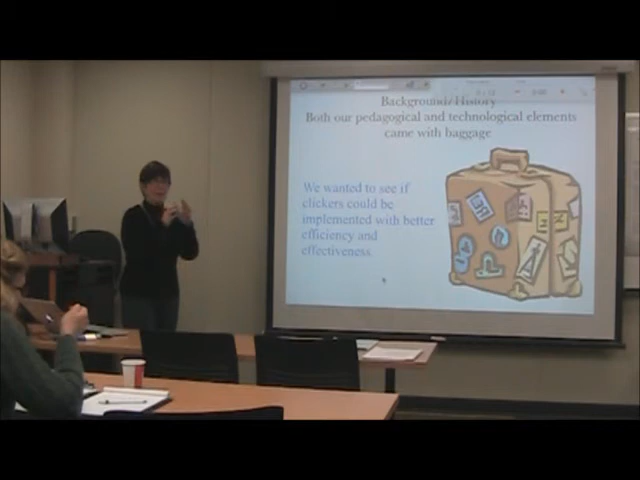 Background/History
Both our pedagogical and technological elements
came with baggage
We wanted to see if
clickers could be
implemented with better
efficiency and
effectiveness.